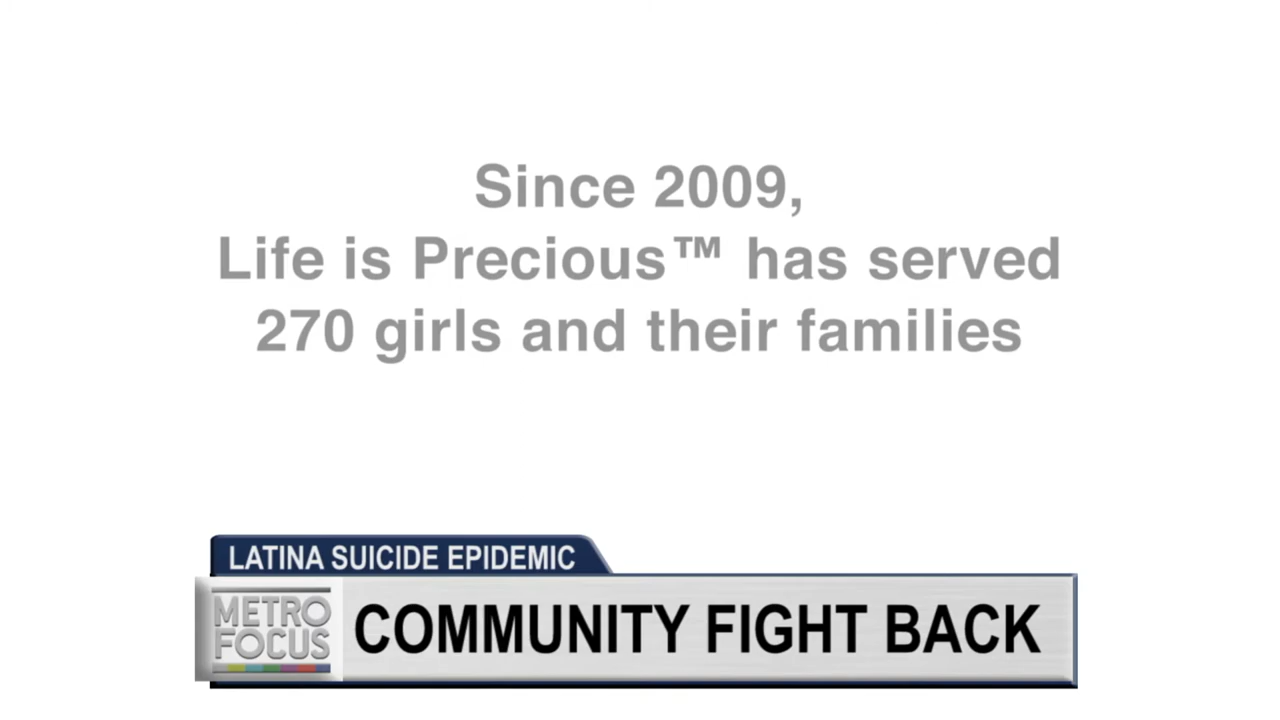 Since 2009,
Life is Precious™ has served
270 girls and their families
LATINA SUICIDE EPIDEMIC
METRO
FOCUS
COMMUNITY FIGHT BACK